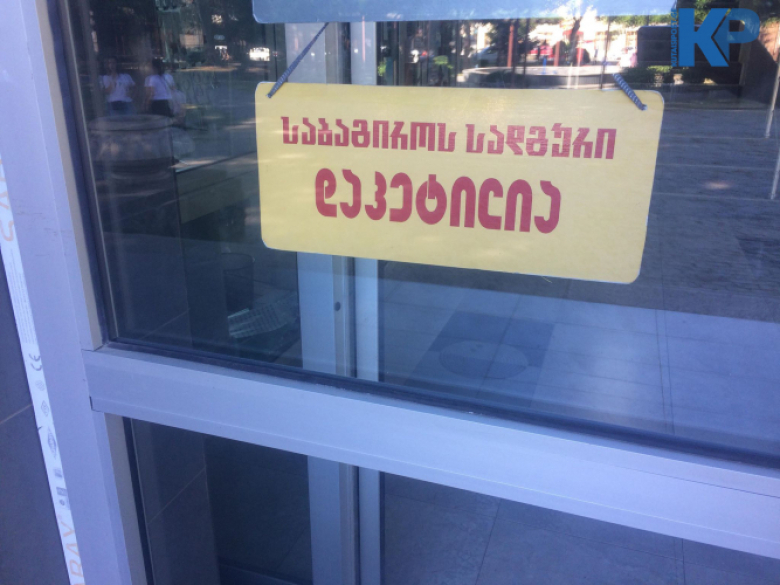 საბაგიროს სადგური
დაკეტილია
KP